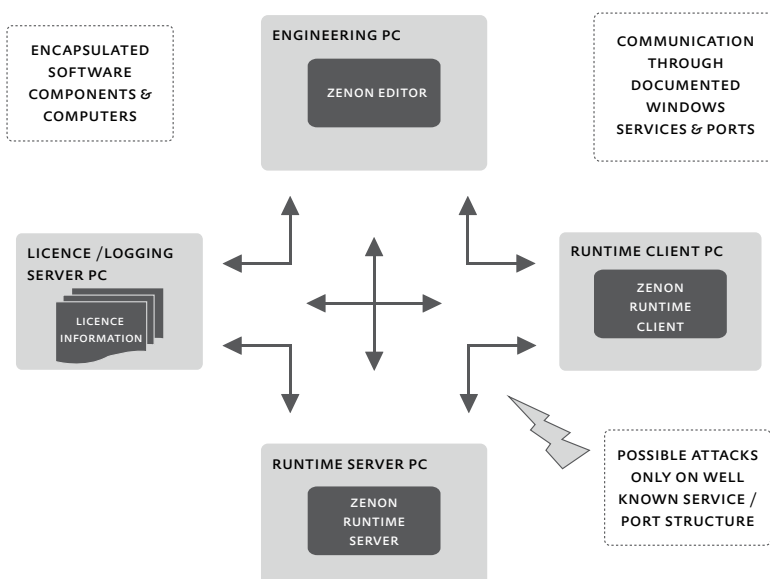 ENCAPSULATED
SOFTWARE
COMPONENTS &
COMPUTERS
ENGINEERING PC
ZENON EDITOR
COMMUNICATION
THROUGH
DOCUMENTED
WINDOWS
SERVICES & PORTS
LICENCE /LOGGING
SERVER PC
LICENCE
INFORMATION
RUNTIME CLIENT PC
ZENON
RUNTIME
CLIENT
RUNTIME SERVER PC
ZENON
RUNTIME
SERVER
POSSIBLE ATTACKS
ONLY ON WELL
KNOWN SERVICE /
PORT STRUCTURE